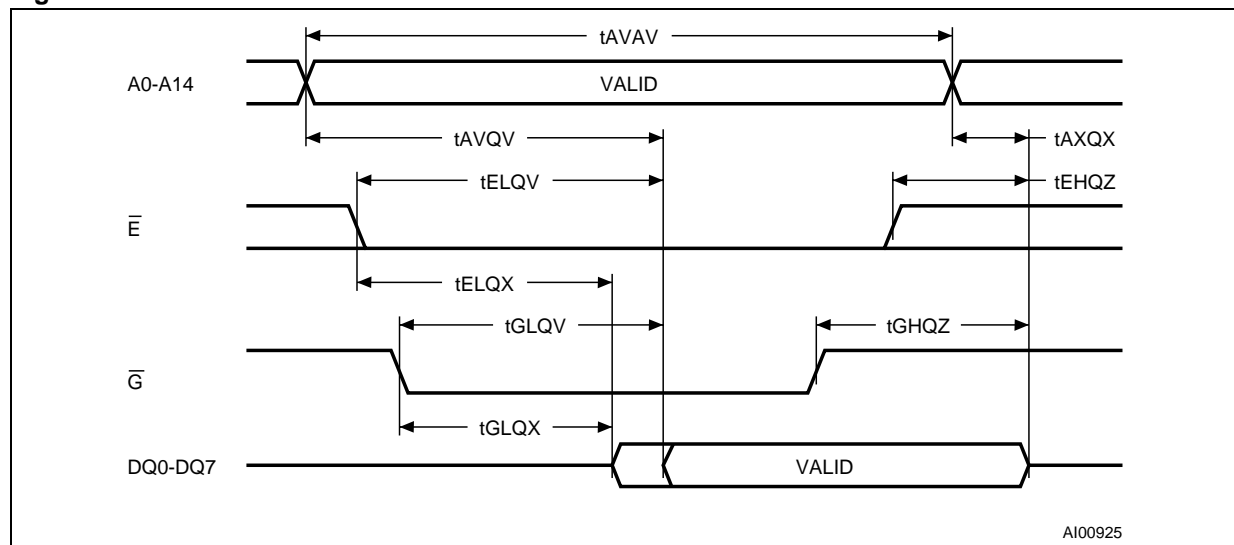 tAVAV
A0-A14
VALID
tAVQV
tAXQX
tELQV
tEHQZ
E̅
tELQX
tGLQV
tGHQZ
G̅
tGLQX
DQ0-DQ7
VALID
AI00925